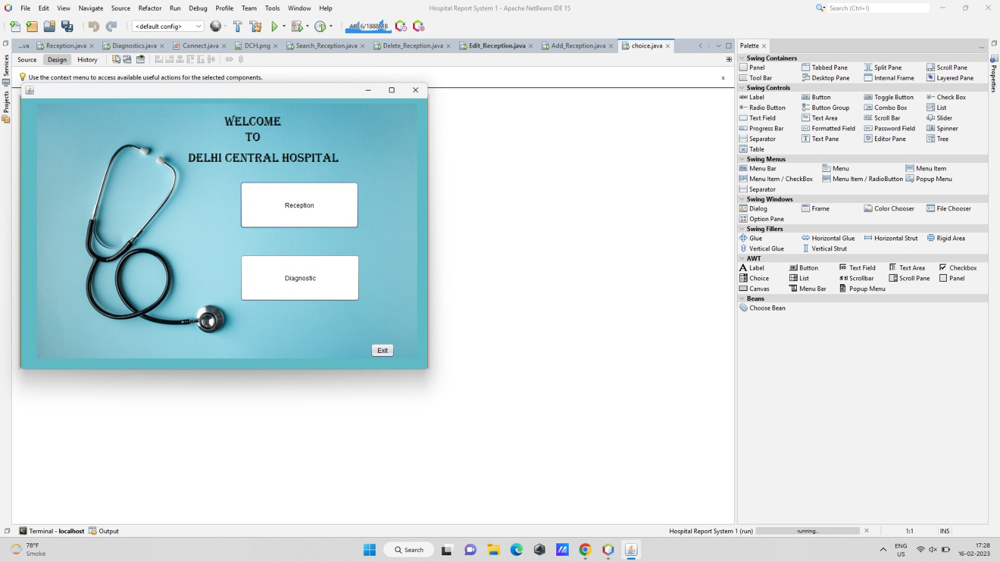 File Edit View Navigate Source Refactor Run Debug Profile Team Tools Window Help
Hospital Report System 1 - Apache NetBeans IDE 15
Search (Ctrl+I)
<default config>
440.6/1888MB
...va Reception.java Diagnostics.java Connect.java DCH.png Search_Reception.java Delete_Reception.java Edit_Reception.java Add_Reception.java choice.java
Source Design History
Use the context menu to access available useful actions for the selected components.
x
Services
Projects
WELCOME
TO
DELHI CENTRAL HOSPITAL
Reception
Diagnostic
Exit
Palette
Properties
Swing Containers
Panel Tabbed Pane Split Pane Scroll Pane
Tool Bar Desktop Pane Internal Frame Layered Pane
Swing Controls
Label Button Toggle Button Check Box
Radio Button Button Group Combo Box List
Text Field Text Area Scroll Bar Slider
Progress Bar Formatted Field Password Field Spinner
Separator Text Pane Editor Pane Tree
Table
Swing Menus
Menu Bar Menu Menu Item
Menu Item / CheckBox Menu Item / RadioButton Popup Menu
Separator
Swing Windows
Dialog Frame Color Chooser File Chooser
Option Pane
Swing Fillers
Glue Horizontal Glue Horizontal Strut Rigid Area
Vertical Glue Vertical Strut
AWT
Label Button Text Field Text Area Checkbox
Choice List Scrollbar Scroll Pane Panel
Canvas Menu Bar Popup Menu
Beans
Choose Bean
Terminal - localhost Output
Hospital Report System 1 (run) running... 1:1 INS
78°F
Smoke
Search
ENG
US
17:28
16-02-2023